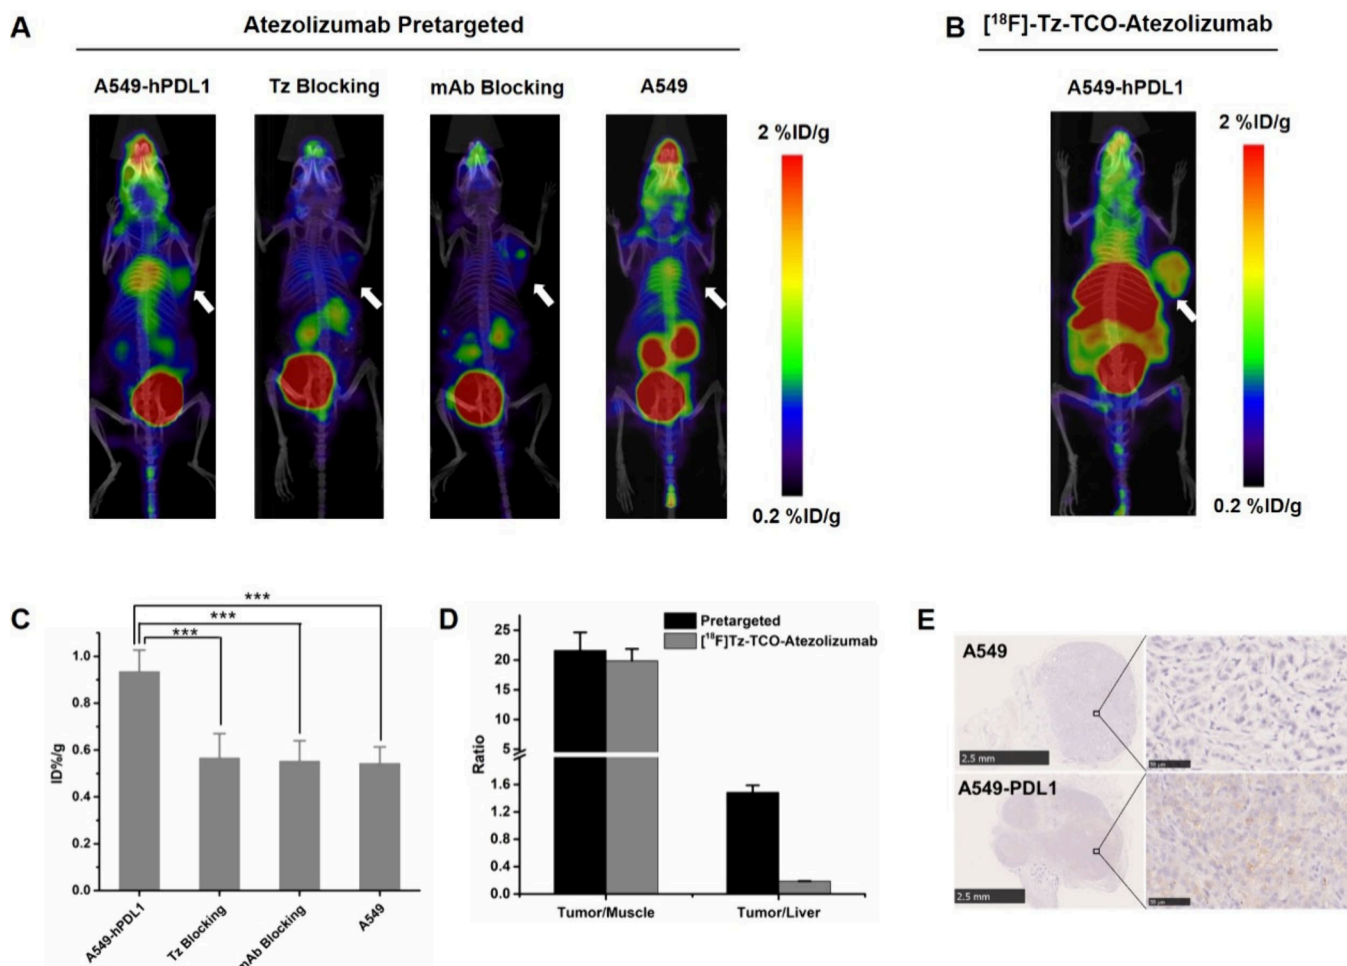 A
Atezolizumab Pretargeted
A549-hPDL1
Tz Blocking
mAb Blocking
A549
2 %ID/g
0.2 %ID/g
B
[¹⁸F]-Tz-TCO-Atezolizumab
A549-hPDL1
2 %ID/g
0.2 %ID/g
C
***
***
***
ID%/g
1.0
0.8
0.6
0.4
0.2
0.0
A549-hPDL1
Tz Blocking
mAb Blocking
A549
D
Pretargeted
[¹⁸F]Tz-TCO-Atezolizumab
Ratio
25
20
15
10
5
1.6
1.2
0.8
0.4
0.0
Tumor/Muscle
Tumor/Liver
E
A549
2.5 mm
50 µm
A549-PDL1
2.5 mm
50 µm